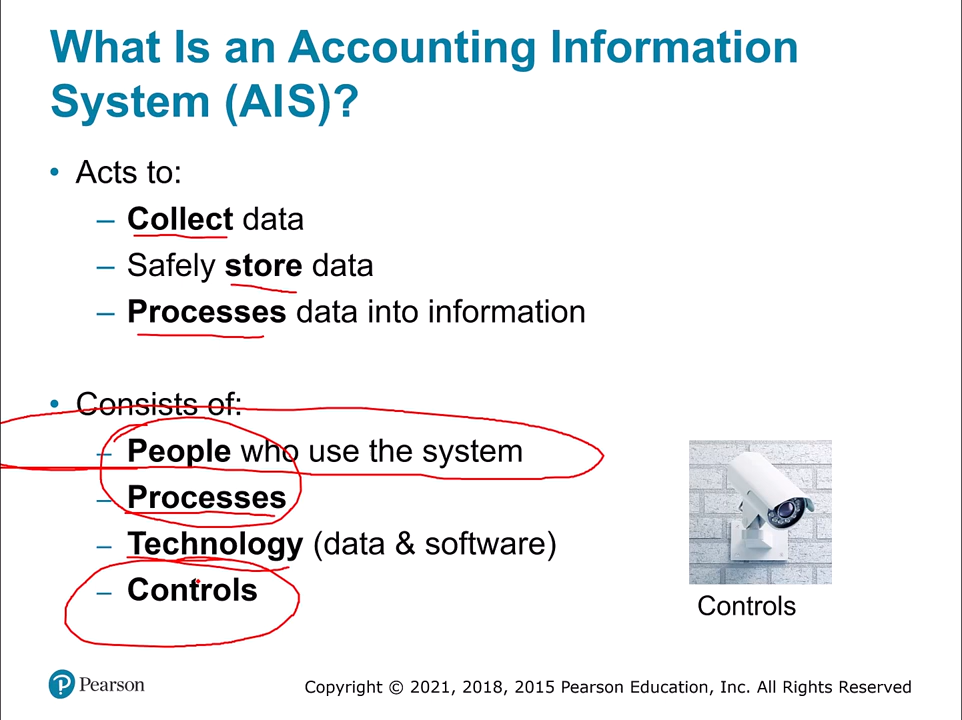 What Is an Accounting Information
System (AIS)?
• Acts to:
– Collect data
– Safely store data
– Processes data into information
• Consists of:
– People who use the system
– Processes
– Technology (data & software)
– Controls
Controls
P Pearson
Copyright © 2021, 2018, 2015 Pearson Education, Inc. All Rights Reserved